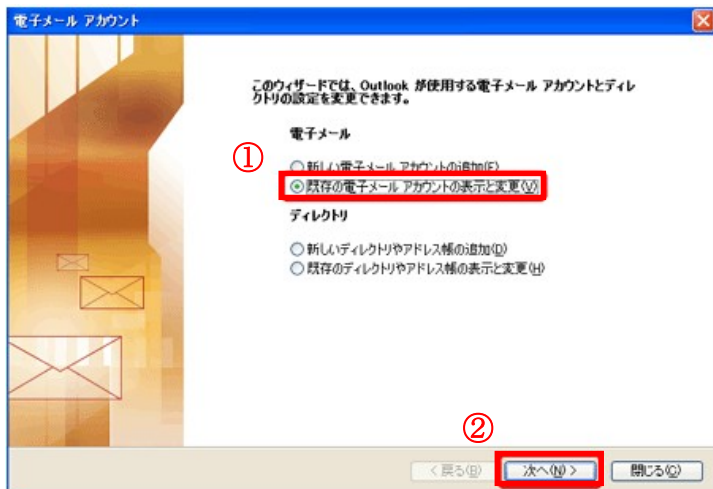 電子メール アカウント
このウィザードでは、Outlook が使用する電子メール アカウントとディレ
クトリの設定を変更できます。
電子メール
①
新しい電子メール アカウントの追加(E)
既存の電子メール アカウントの表示と変更(V)
ディレクトリ
新しいディレクトリやアドレス帳の追加(D)
既存のディレクトリやアドレス帳の表示と変更(H)
②
< 戻る(B)
次へ(N) >
閉じる(C)